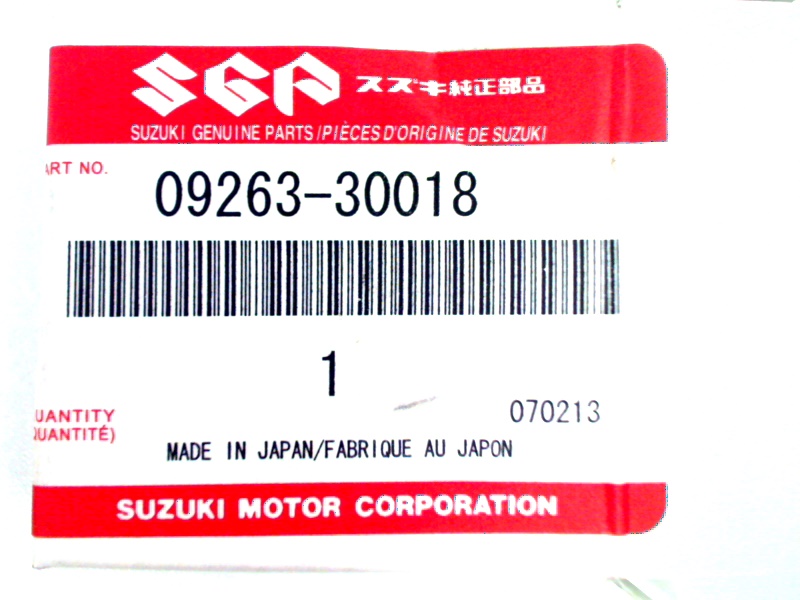 SGP スズキ純正部品
SUZUKI GENUINE PARTS/PIÈCES D'ORIGINE DE SUZUKI
ART NO.
09263-30018
1
UANTITY
QUANTITÉ)
070213
MADE IN JAPAN/FABRIQUE AU JAPON
SUZUKI MOTOR CORPORATION